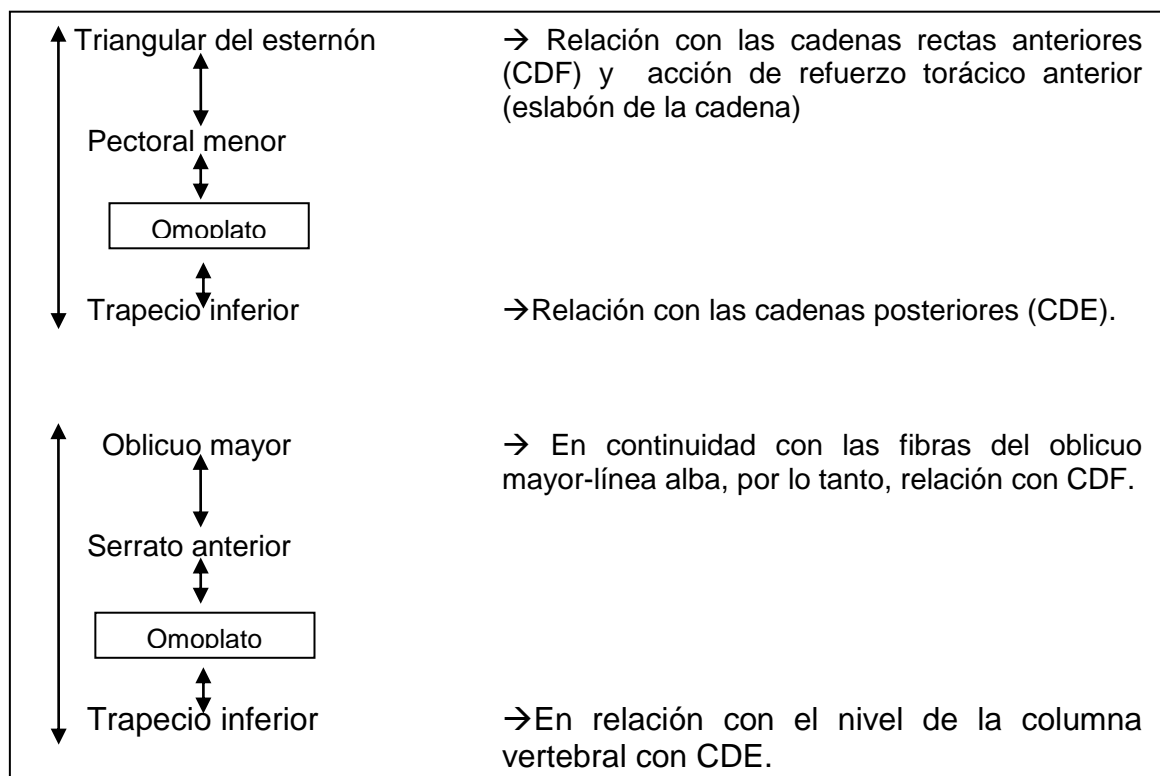 Triangular del esternón → Relación con las cadenas rectas anteriores
(CDF) y acción de refuerzo torácico anterior
(eslabón de la cadena)
Pectoral menor
Omoplato
Trapecio inferior →Relación con las cadenas posteriores (CDE).
Oblicuo mayor → En continuidad con las fibras del oblicuo
mayor-línea alba, por lo tanto, relación con CDF.
Serrato anterior
Omoplato
Trapecio inferior →En relación con el nivel de la columna
vertebral con CDE.